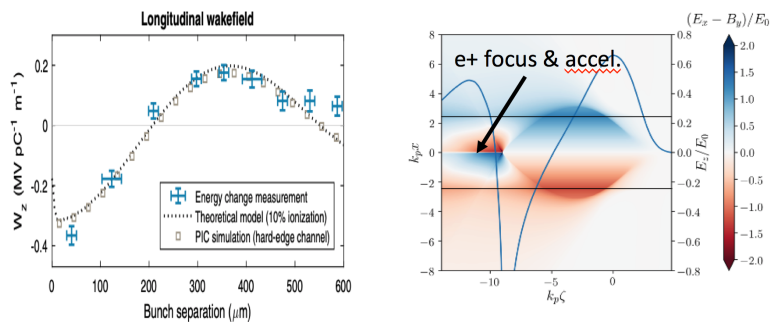 Longitudinal wakefield
0.2
0
-0.2
-0.4
W_z (MV pC^-1 m^-1)
Energy change measurement
Theoretical model (10% ionization)
PIC simulation (hard-edge channel)
0 100 200 300 400 500 600
Bunch separation (μm)
(E_x − B_y)/E_0
e+ focus & accel.
8
6
4
2
0
−2
−4
−6
−8
k_p x
−10 −5 0
k_p ζ
0.8
0.6
0.4
0.2
0.0
−0.2
−0.4
−0.6
−0.8
E_z/E_0
2.0
1.5
1.0
0.5
0.0
−0.5
−1.0
−1.5
−2.0